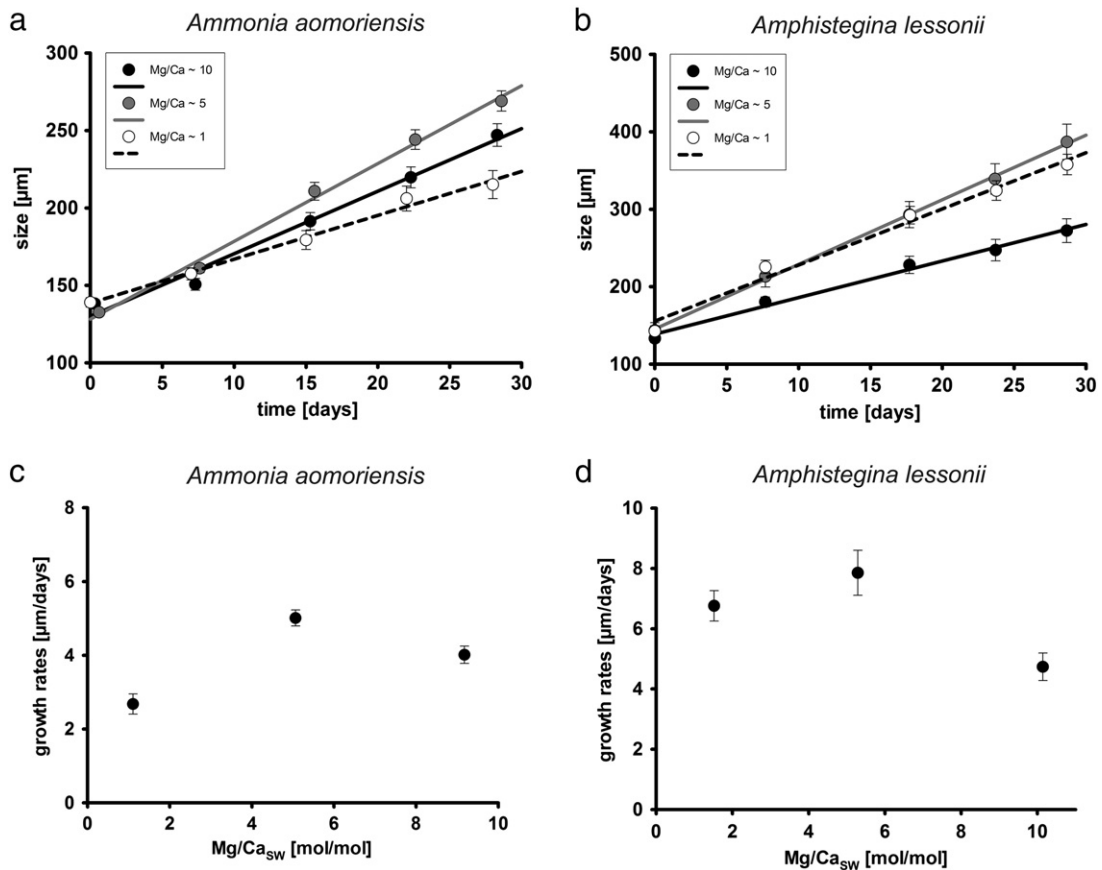 a
Ammonia aomoriensis
300
250
200
150
100
size [µm]
Mg/Ca ~ 10
Mg/Ca ~ 5
Mg/Ca ~ 1
0 5 10 15 20 25 30
time [days]
b
Amphistegina lessonii
500
400
300
200
100
size [µm]
Mg/Ca ~ 10
Mg/Ca ~ 5
Mg/Ca ~ 1
0 5 10 15 20 25 30
time [days]
c
Ammonia aomoriensis
8
6
4
2
0
growth rates [µm/days]
0 2 4 6 8 10
Mg/CaSW [mol/mol]
d
Amphistegina lessonii
10
8
6
4
2
0
growth rates [µm/days]
0 2 4 6 8 10
Mg/CaSW [mol/mol]